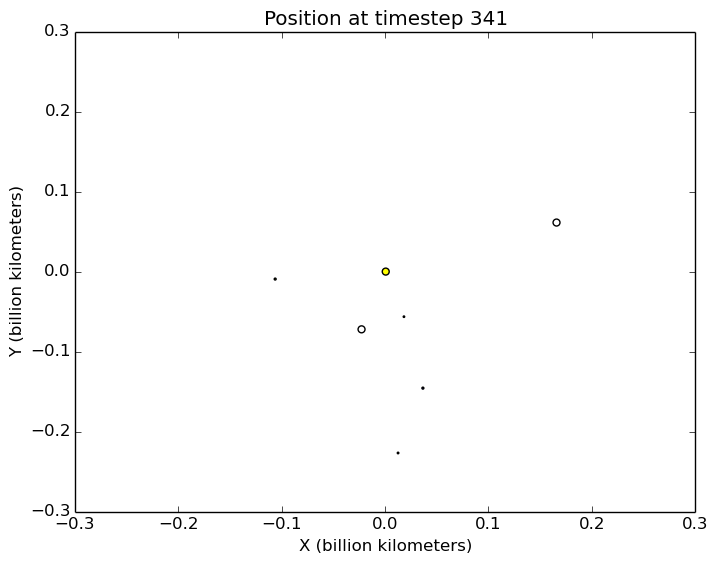 Position at timestep 341
0.3
0.2
0.1
0.0
−0.1
−0.2
−0.3
Y (billion kilometers)
−0.3 −0.2 −0.1 0.0 0.1 0.2 0.3
X (billion kilometers)